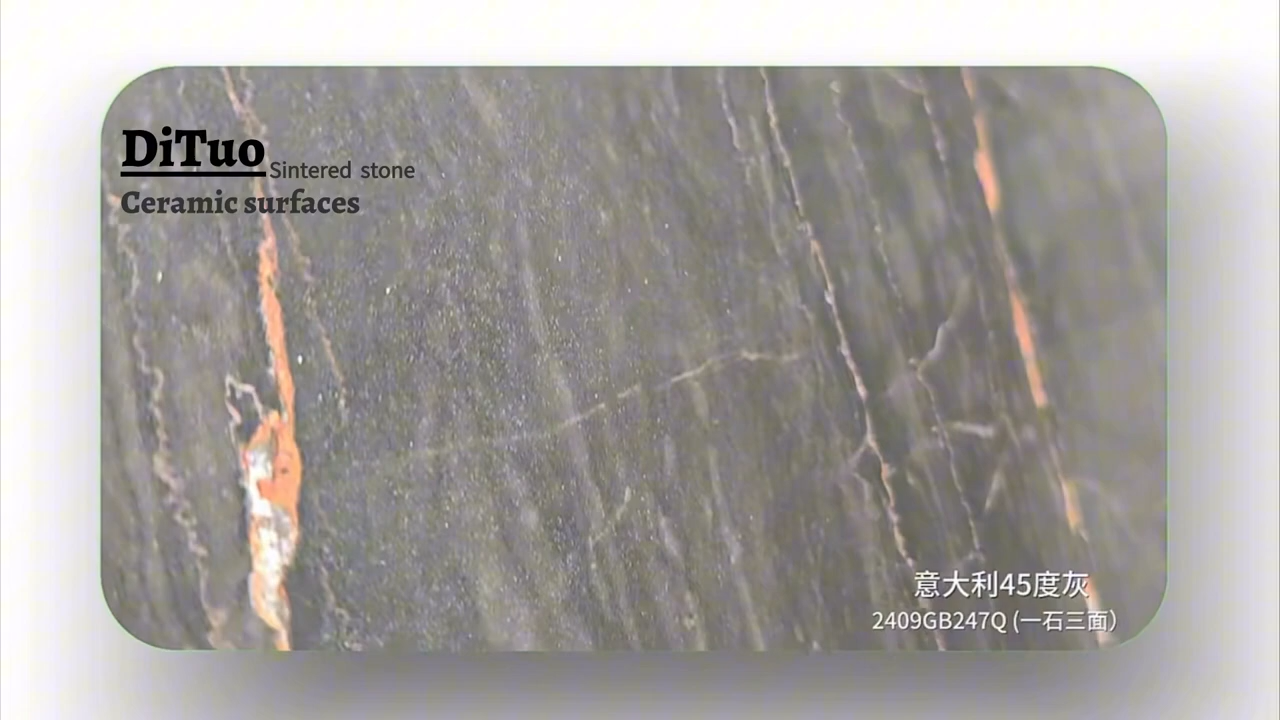 DiTuo
Sintered stone
Ceramic surfaces
意大利45度灰
2409GB247Q (一石三面)